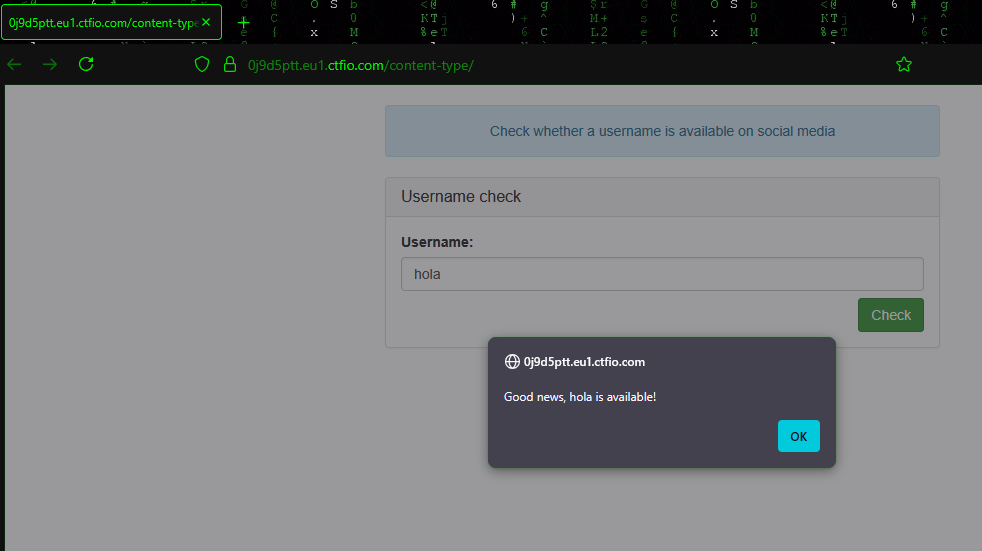 0j9d5ptt.eu1.ctfio.com/content-type
0j9d5ptt.eu1.ctfio.com/content-type/
Check whether a username is available on social media
Username check
Username:
hola
Check
0j9d5ptt.eu1.ctfio.com
Good news, hola is available!
OK